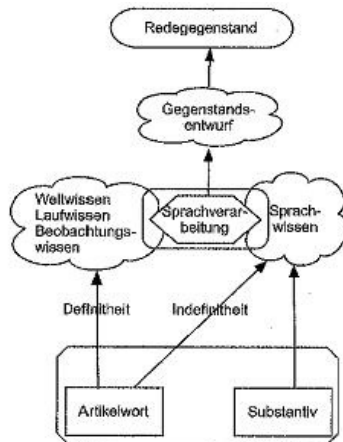 Redegegenstand
Gegenstands-
entwurf
Weltwissen
Laufwissen
Beobachtungs-
wissen
Sprachverar-
beitung
Sprach-
wissen
Definitheit
Indefinitheit
Artikelwort
Substantiv